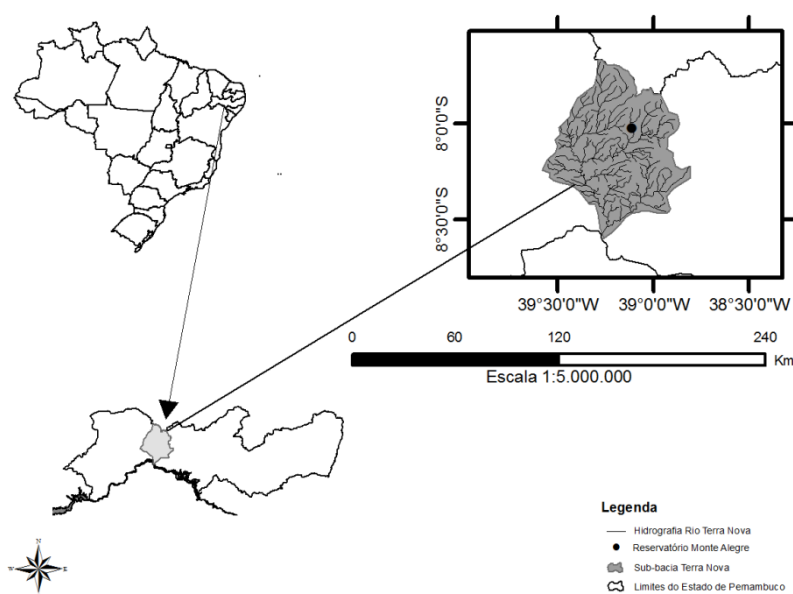 8°0'0"S
8°30'0"S
39°30'0"W 39°0'0"W 38°30'0"W
0 60 120 240
Km
Escala 1:5.000.000
Legenda
Hidrografia Rio Terra Nova
Reservatório Monte Alegre
Sub-bacia Terra Nova
Limites do Estado de Pernambuco
N
W E
S